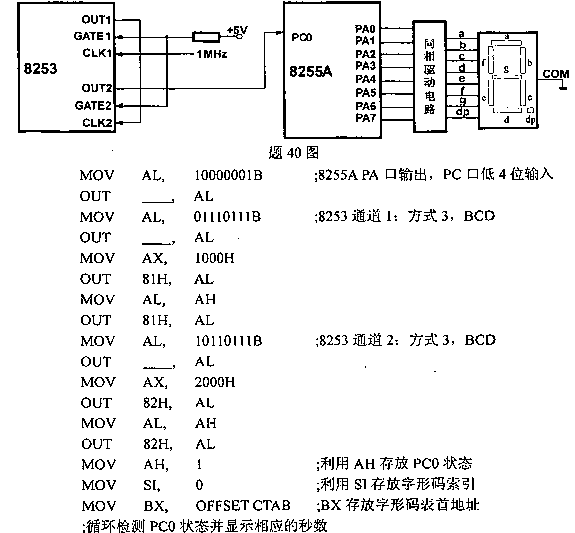 OUT1
GATE1
CLK1
8253
OUT2
GATE2
CLK2
+5V
1MHz
PC0
8255A
PA0
PA1
PA2
PA3
PA4
PA5
PA6
PA7
同相驱动电路
a
b
c
d
e
f
g
dp
a
f
b
g
e
c
d
dp
COM
题 40 图
MOV AL, 10000001B ;8255A PA 口输出，PC 口低 4 位输入
OUT ____, AL
MOV AL, 01110111B ;8253 通道 1：方式 3，BCD
OUT ____, AL
MOV AX, 1000H
OUT 81H, AL
MOV AL, AH
OUT 81H, AL
MOV AL, 10110111B ;8253 通道 2：方式 3，BCD
OUT ____, AL
MOV AX, 2000H
OUT 82H, AL
MOV AL, AH
OUT 82H, AL
MOV AH, 1 ;利用 AH 存放 PC0 状态
MOV SI, 0 ;利用 SI 存放字形码索引
MOV BX, OFFSET CTAB ;BX 存放字形码表首地址
;循环检测 PC0 状态并显示相应的秒数